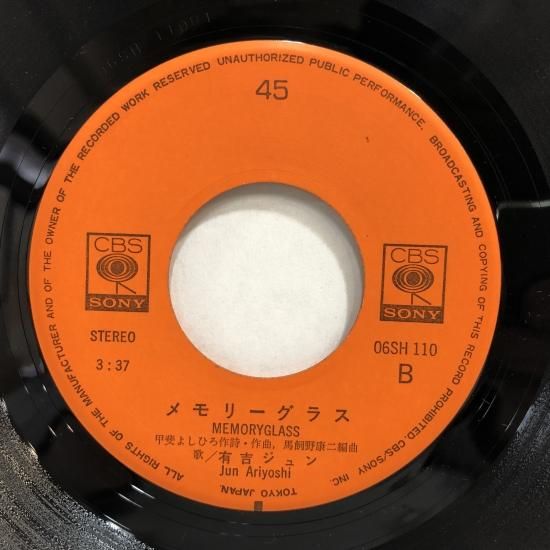 ALL RIGHTS OF THE MANUFACTURER AND OF THE OWNER OF THE RECORDED WORK RESERVED UNAUTHORIZED PUBLIC PERFORMANCE, BROADCASTING AND COPYING OF THIS RECORD PROHIBITED. CBS/SONY INC.
TOKYO JAPAN.
45
CBS
SONY
CBS
SONY
STEREO
06SH 110
3:37
B
メモリーグラス
MEMORYGLASS
甲斐よしひろ作詩・作曲, 馬飼野康二編曲
歌/有吉ジュン
Jun Ariyoshi